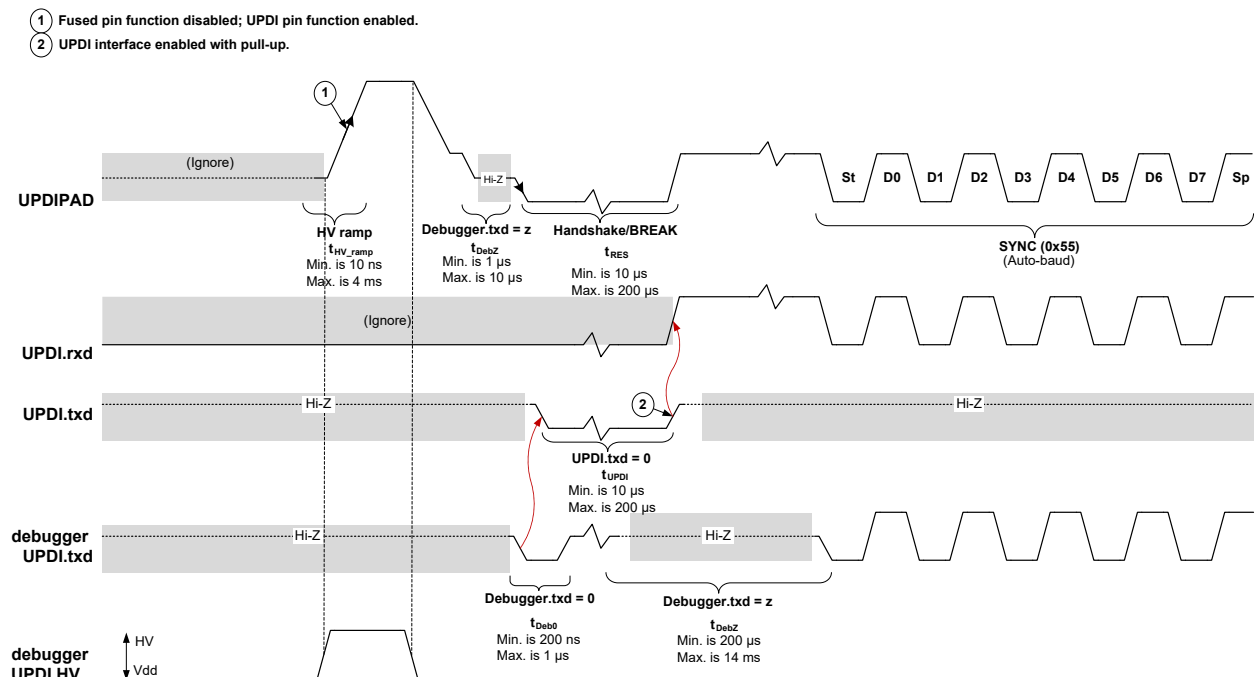 1 Fused pin function disabled; UPDI pin function enabled.
2 UPDI interface enabled with pull-up.
1
(Ignore)
UPDIPAD
Hi-Z
St D0 D1 D2 D3 D4 D5 D6 D7 Sp
HV ramp
tHV_ramp
Min. is 10 ns
Max. is 4 ms
Debugger.txd = z
tDebZ
Min. is 1 µs
Max. is 10 µs
Handshake/BREAK
tRES
Min. is 10 µs
Max. is 200 µs
SYNC (0x55)
(Auto-baud)
(Ignore)
UPDI.rxd
Hi-Z
UPDI.txd
2
Hi-Z
UPDI.txd = 0
tUPDI
Min. is 10 µs
Max. is 200 µs
debugger
UPDI.txd
Hi-Z
Hi-Z
Debugger.txd = 0
tDeb0
Min. is 200 ns
Max. is 1 µs
Debugger.txd = z
tDebZ
Min. is 200 µs
Max. is 14 ms
debugger
UPDI.HV
HV
Vdd